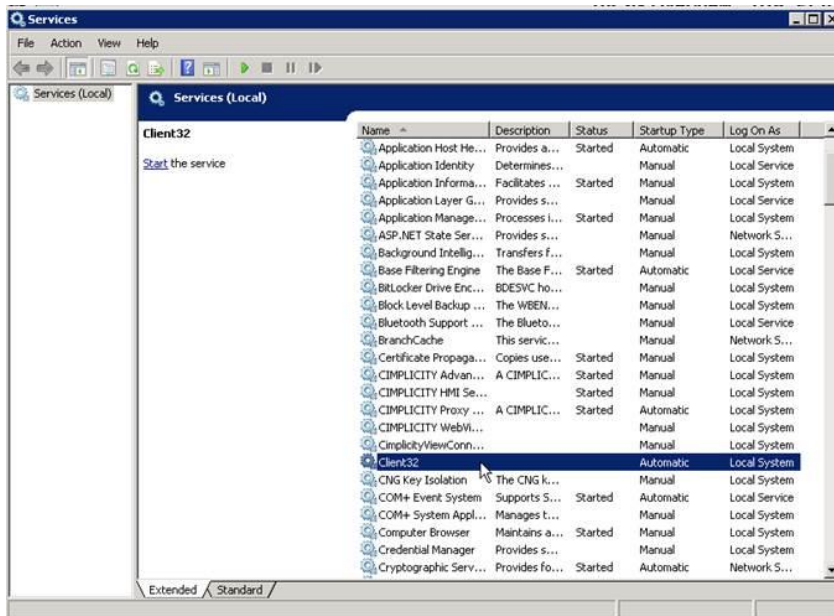 Services
File Action View Help
Services (Local)
Services (Local)
Client32
Start the service
Name Description Status Startup Type Log On As
Application Host He... Provides a... Started Automatic Local System
Application Identity Determines... Manual Local Service
Application Informa... Facilitates ... Started Manual Local System
Application Layer G... Provides s... Manual Local Service
Application Manage... Processes i... Started Manual Local System
ASP.NET State Ser... Provides s... Manual Network S...
Background Intellig... Transfers f... Manual Local System
Base Filtering Engine The Base F... Started Automatic Local Service
BitLocker Drive Enc... BDESVC ho... Manual Local System
Block Level Backup ... The WBEN... Manual Local System
Bluetooth Support ... The Blueto... Manual Local Service
BranchCache This servic... Manual Network S...
Certificate Propaga... Copies use... Started Manual Local System
CIMPLICITY Advan... A CIMPLIC... Started Manual Local System
CIMPLICITY HMI Se... Started Manual Local System
CIMPLICITY Proxy ... A CIMPLIC... Started Automatic Local System
CIMPLICITY WebVi... Manual Local System
CimplicityViewConn... Manual Local System
Client32 Automatic Local System
CNG Key Isolation The CNG k... Manual Local System
COM+ Event System Supports S... Started Automatic Local Service
COM+ System Appl... Manages t... Manual Local System
Computer Browser Maintains a... Started Manual Local System
Credential Manager Provides s... Manual Local System
Cryptographic Serv... Provides fo... Started Automatic Network S...
Extended Standard